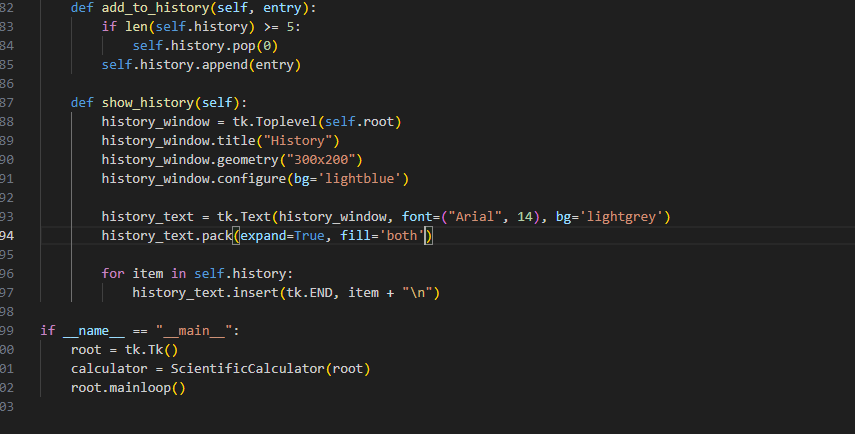 82 def add_to_history(self, entry):
83 if len(self.history) >= 5:
84 self.history.pop(0)
85 self.history.append(entry)
86
87 def show_history(self):
88 history_window = tk.Toplevel(self.root)
89 history_window.title("History")
90 history_window.geometry("300x200")
91 history_window.configure(bg='lightblue')
92
93 history_text = tk.Text(history_window, font=("Arial", 14), bg='lightgrey')
94 history_text.pack(expand=True, fill='both')
95
96 for item in self.history:
97 history_text.insert(tk.END, item + "\n")
98
99 if __name__ == "__main__":
00 root = tk.Tk()
01 calculator = ScientificCalculator(root)
02 root.mainloop()
03